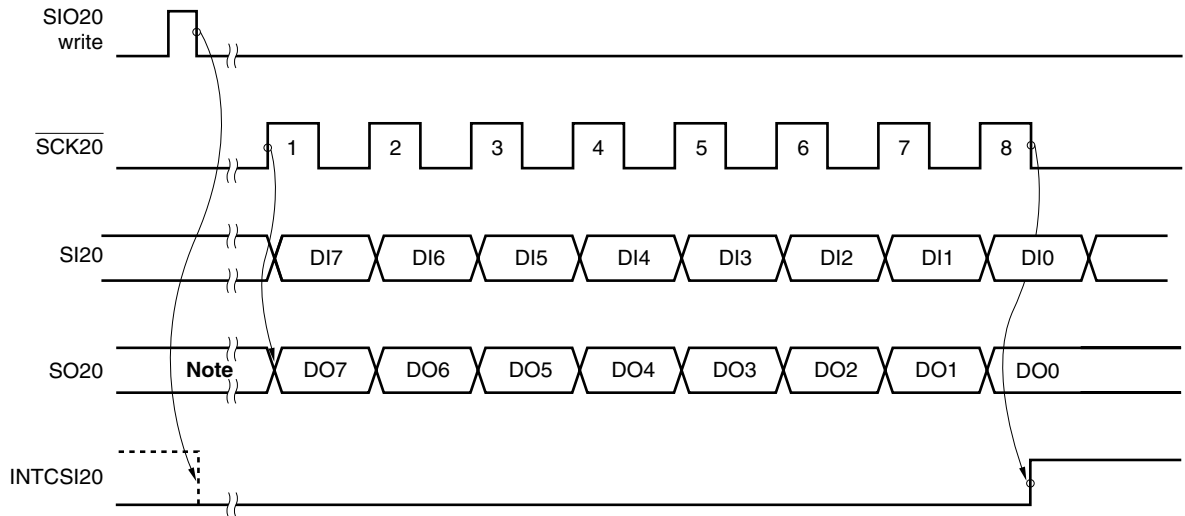 SIO20
write
SCK20
1 2 3 4 5 6 7 8
SI20
DI7 DI6 DI5 DI4 DI3 DI2 DI1 DI0
SO20
Note DO7 DO6 DO5 DO4 DO3 DO2 DO1 DO0
INTCSI20